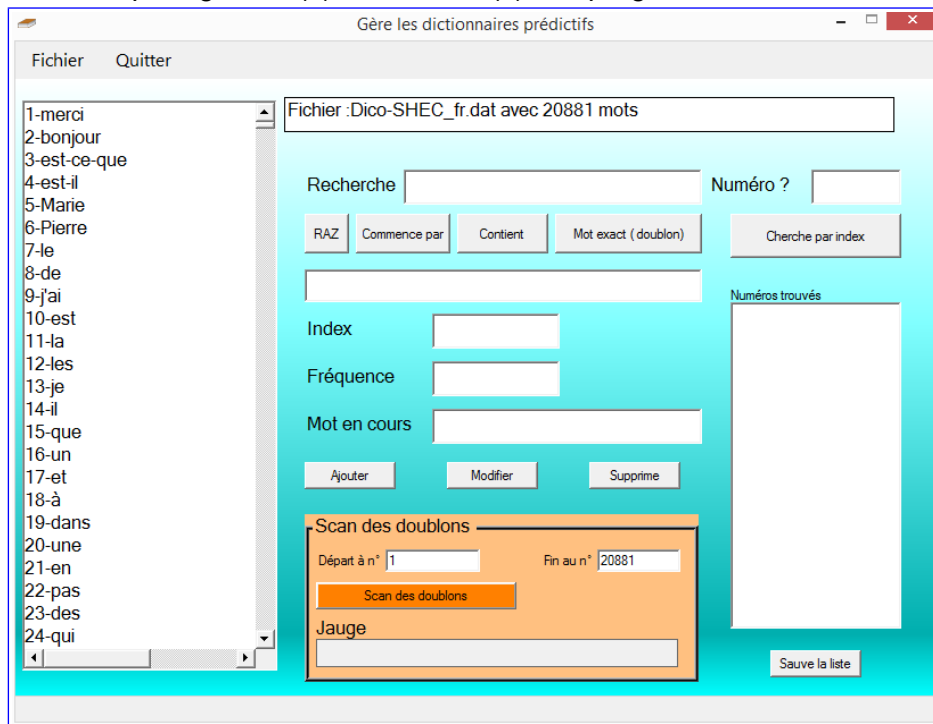 Gère les dictionnaires prédictifs
Fichier Quitter
1-merci
2-bonjour
3-est-ce-que
4-est-il
5-Marie
6-Pierre
7-le
8-de
9-j'ai
10-est
11-la
12-les
13-je
14-il
15-que
16-un
17-et
18-à
19-dans
20-une
21-en
22-pas
23-des
24-qui
Fichier :Dico-SHEC_fr.dat avec 20881 mots
Recherche
Numéro ?
RAZ
Commence par
Contient
Mot exact ( doublon)
Cherche par index
Numéros trouvés
Index
Fréquence
Mot en cours
Ajouter
Modifier
Supprime
Scan des doublons
Départ à n° 1
Fin au n° 20881
Scan des doublons
Jauge
Sauve la liste